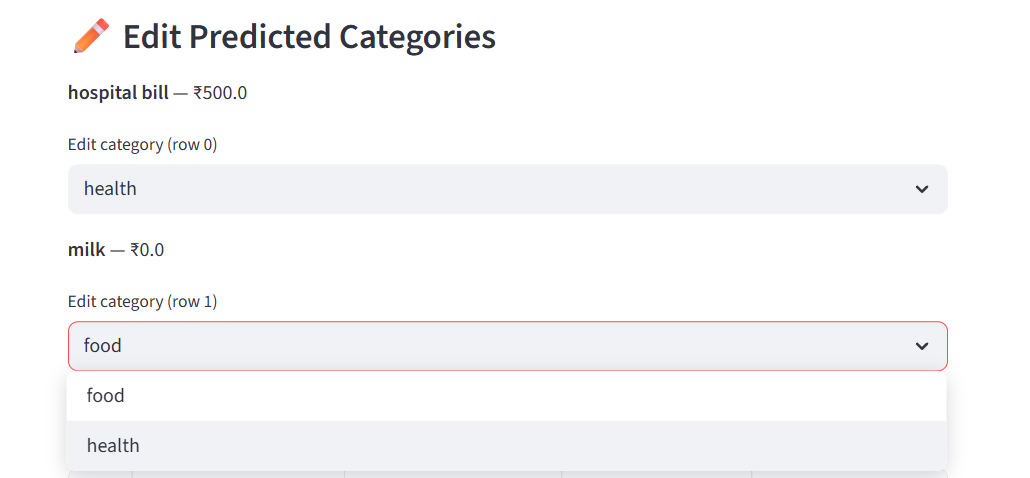 Edit Predicted Categories
hospital bill — ₹500.0
Edit category (row 0)
health
milk — ₹0.0
Edit category (row 1)
food
food
health